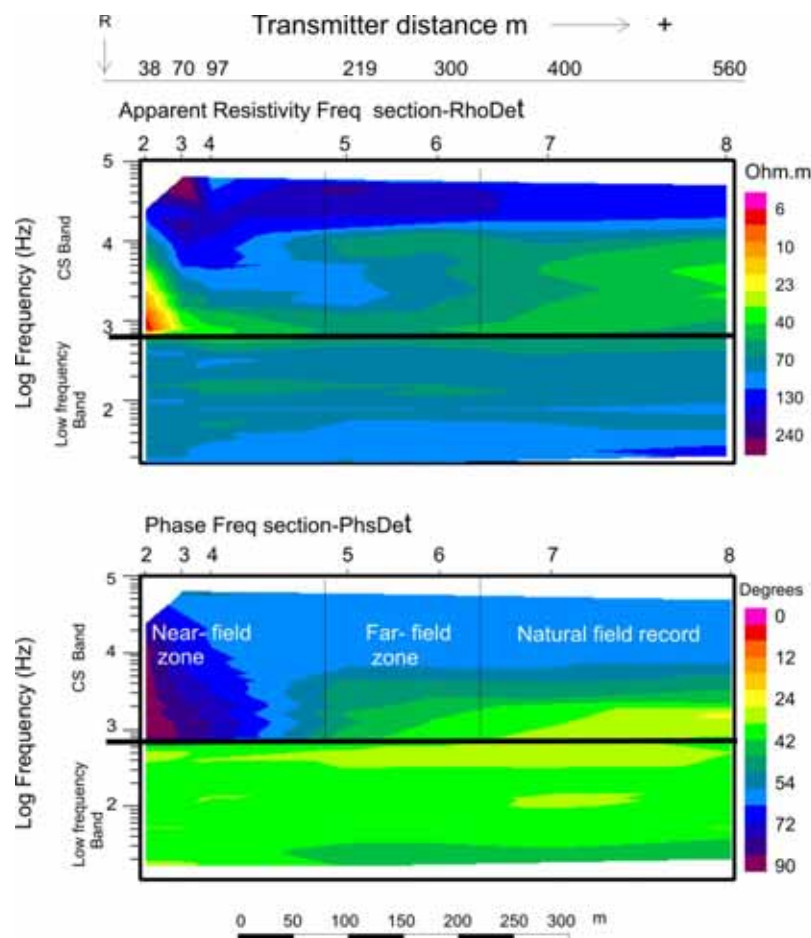 R Transmitter distance m +
38 70 97 219 300 400 560
Apparent Resistivity Freq section-RhoDet
2 3 4 5 6 7 8
Log Frequency (Hz)
CS Band
Low frequency
Band
5
4
3
2
Ohm.m
6
10
23
40
70
130
240
Phase Freq section-PhsDet
2 3 4 5 6 7 8
Log Frequency (Hz)
CS Band
Low frequency
Band
5
4
3
2
Near- field
zone
Far- field
zone
Natural field record
Degrees
0
12
24
42
54
72
90
0 50 100 150 200 250 300 m